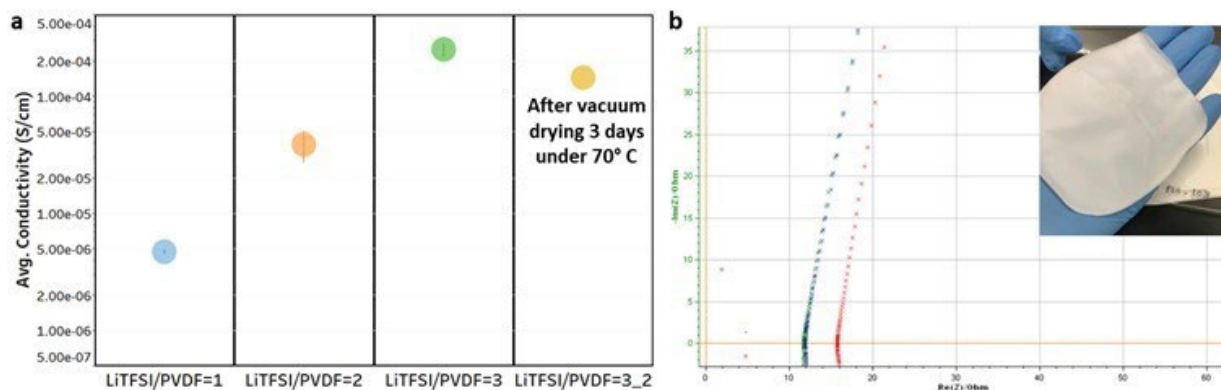 a
Avg. Conductivity (S/cm)
5.00e-04
2.00e-04
1.00e-04
5.00e-05
2.00e-05
1.00e-05
5.00e-06
2.00e-06
1.00e-06
5.00e-07
After vacuum
drying 3 days
under 70° C
LiTFSI/PVDF=1
LiTFSI/PVDF=2
LiTFSI/PVDF=3
LiTFSI/PVDF=3_2
b
-Im(Z)/Ohm
35
30
25
20
15
10
5
0
0
10
20
30
40
50
60
Re(Z)/Ohm